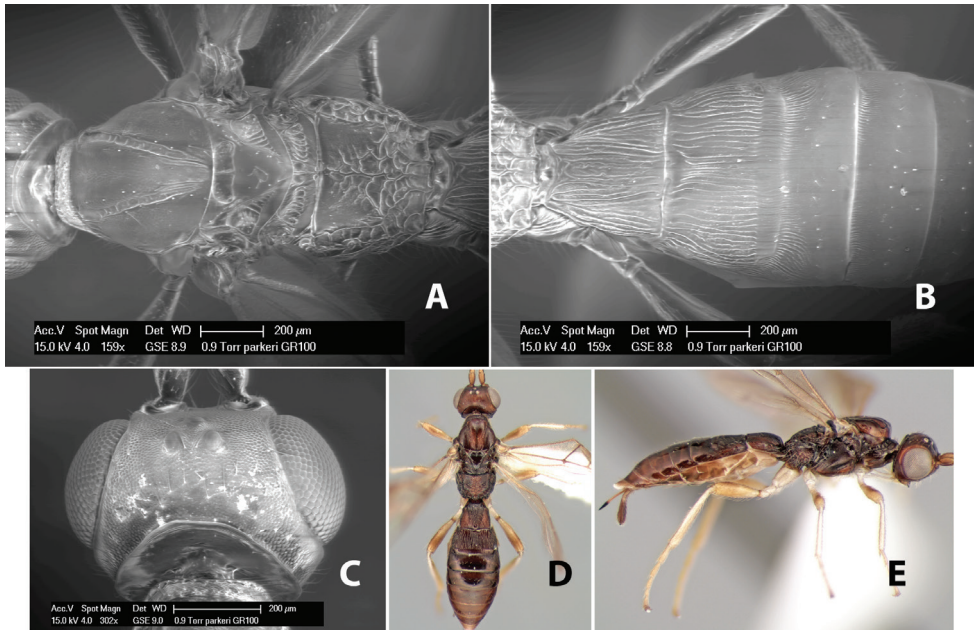 A
Acc.V Spot Magn Det WD 200 µm
15.0 kV 4.0 159x GSE 8.9 0.9 Torr parkeri GR100
B
Acc.V Spot Magn Det WD 200 µm
15.0 kV 4.0 159x GSE 8.8 0.9 Torr parkeri GR100
C
Acc.V Spot Magn Det WD 200 µm
15.0 kV 4.0 302x GSE 9.0 0.9 Torr parkeri GR100
D
E